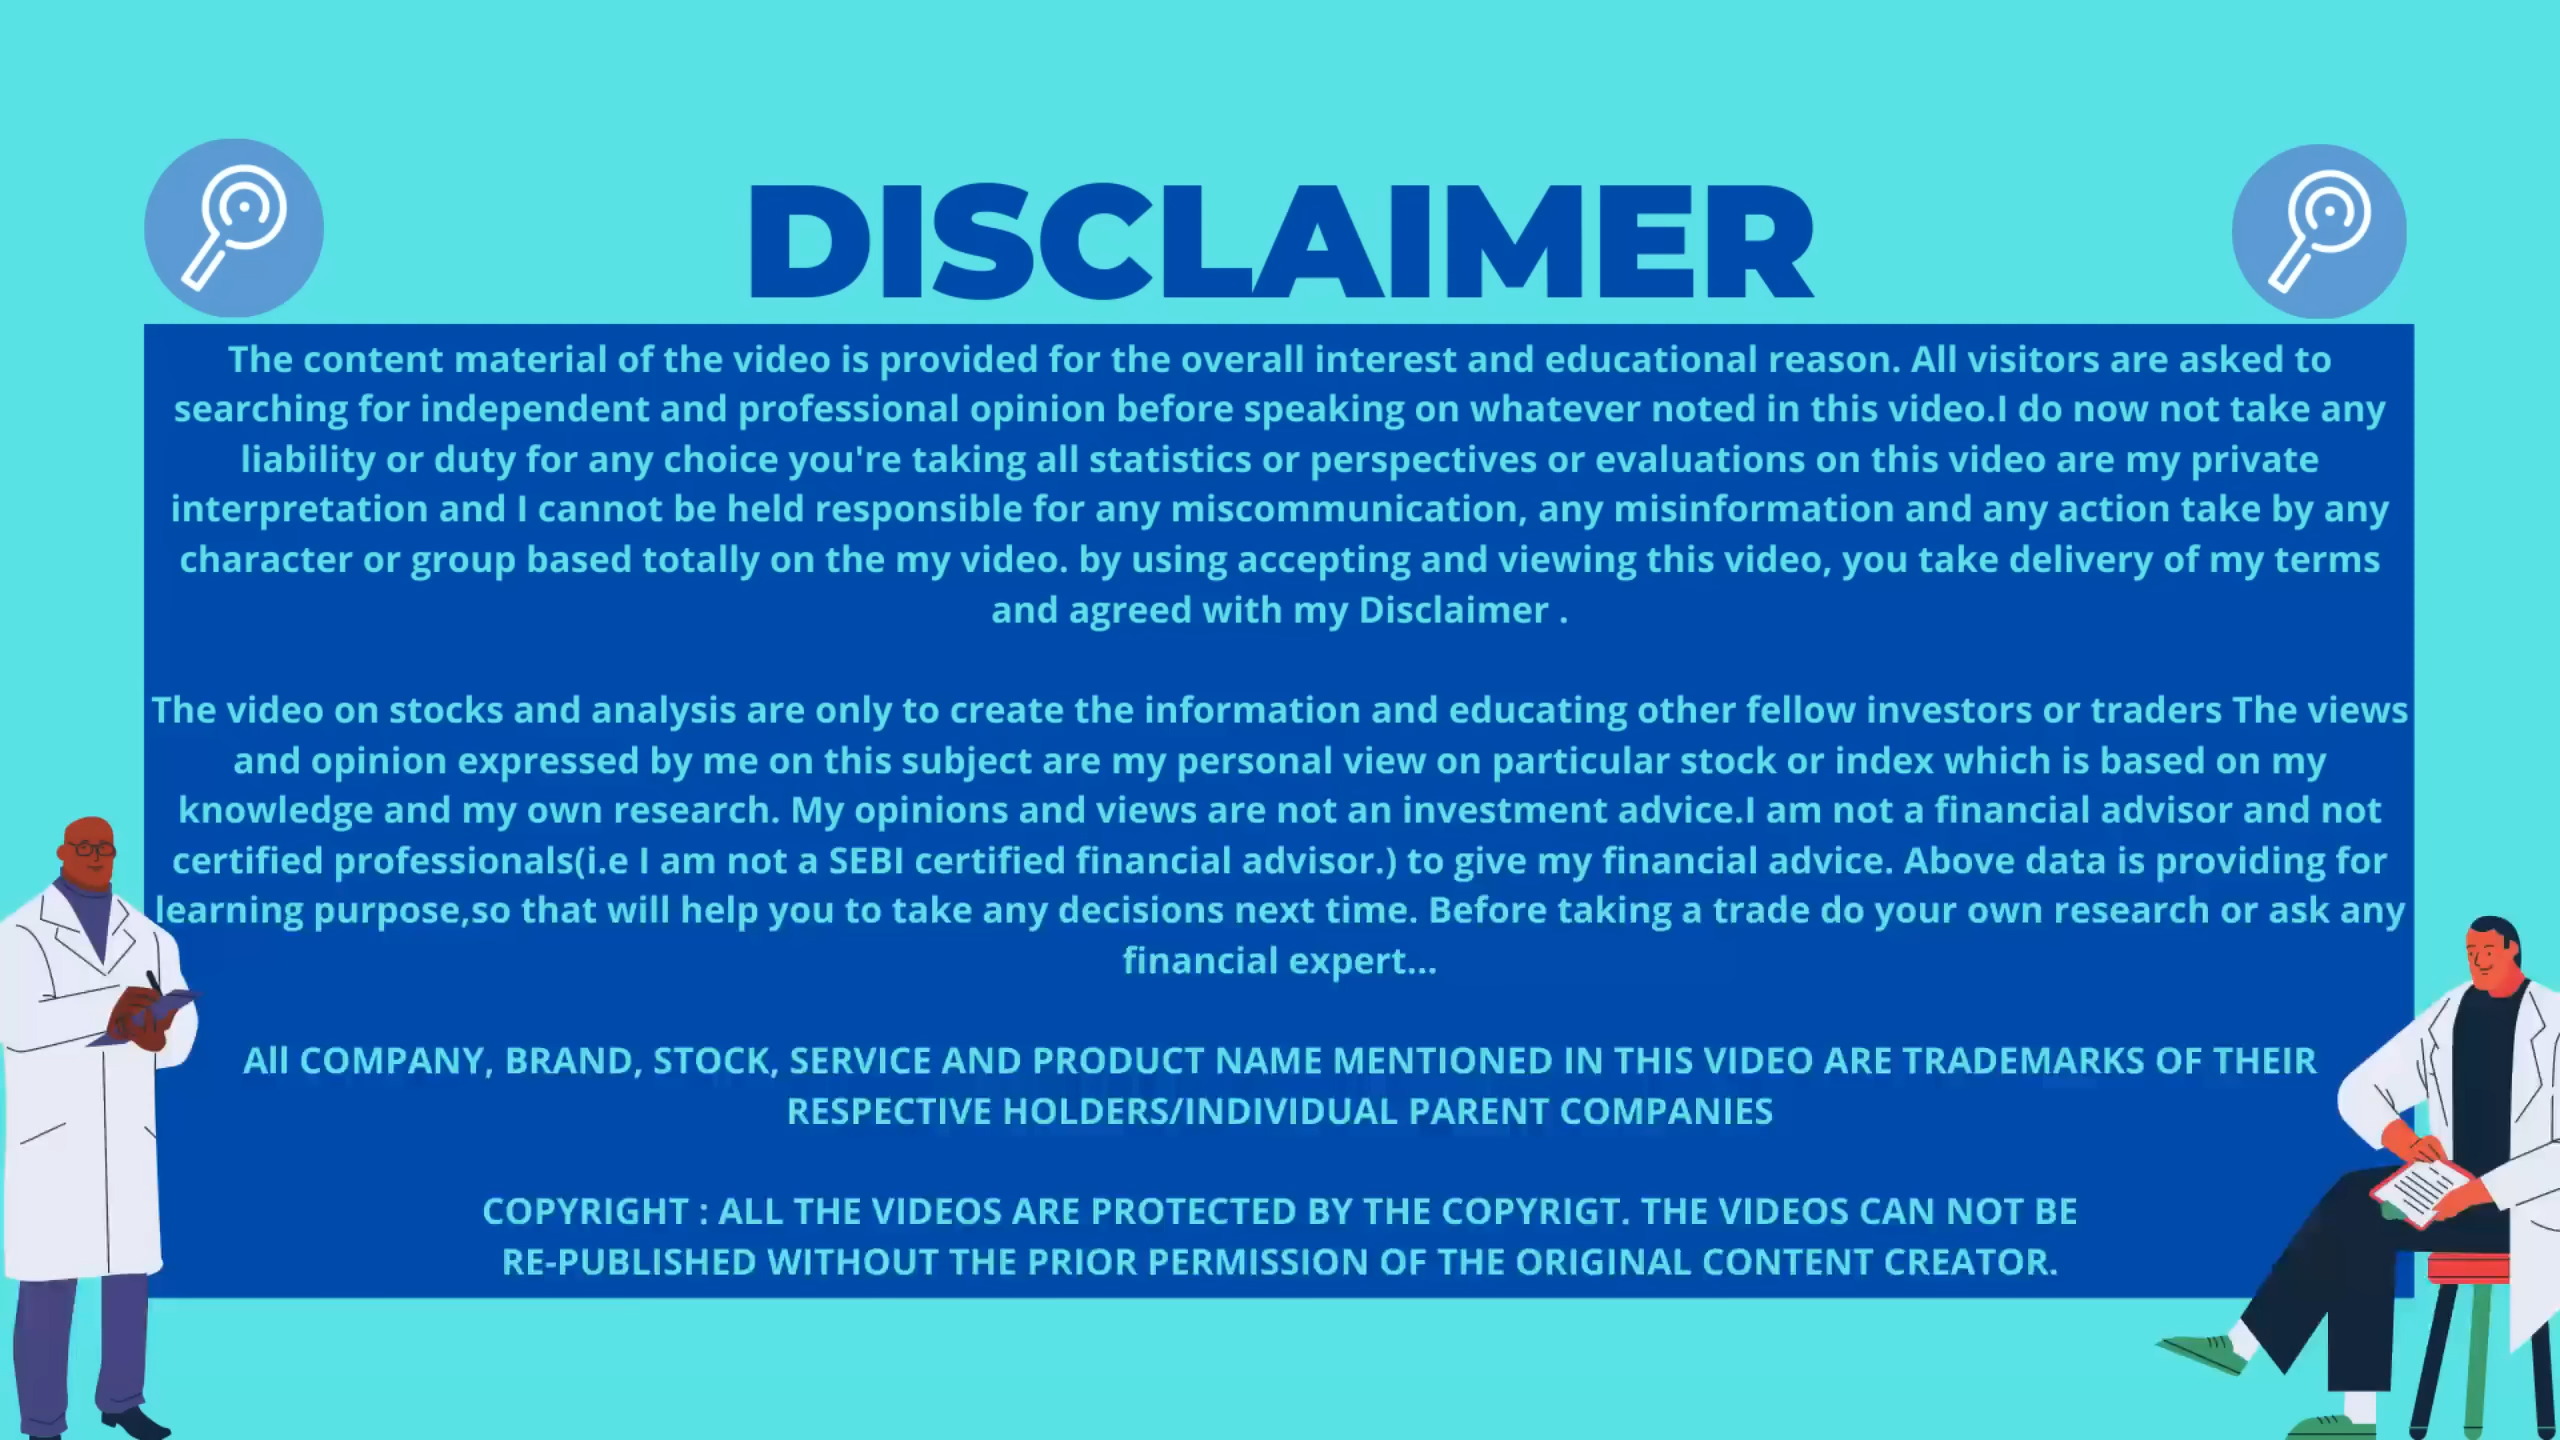 DISCLAIMER
The content material of the video is provided for the overall interest and educational reason. All visitors are asked to
searching for independent and professional opinion before speaking on whatever noted in this video.I do now not take any
liability or duty for any choice you're taking all statistics or perspectives or evaluations on this video are my private
interpretation and I cannot be held responsible for any miscommunication, any misinformation and any action take by any
character or group based totally on the my video. by using accepting and viewing this video, you take delivery of my terms
and agreed with my Disclaimer .
The video on stocks and analysis are only to create the information and educating other fellow investors or traders The views
and opinion expressed by me on this subject are my personal view on particular stock or index which is based on my
knowledge and my own research. My opinions and views are not an investment advice.I am not a financial advisor and not
certified professionals(i.e I am not a SEBI certified financial advisor.) to give my financial advice. Above data is providing for
learning purpose,so that will help you to take any decisions next time. Before taking a trade do your own research or ask any
financial expert...
All COMPANY, BRAND, STOCK, SERVICE AND PRODUCT NAME MENTIONED IN THIS VIDEO ARE TRADEMARKS OF THEIR
RESPECTIVE HOLDERS/INDIVIDUAL PARENT COMPANIES
COPYRIGHT : ALL THE VIDEOS ARE PROTECTED BY THE COPYRIGT. THE VIDEOS CAN NOT BE
RE-PUBLISHED WITHOUT THE PRIOR PERMISSION OF THE ORIGINAL CONTENT CREATOR.